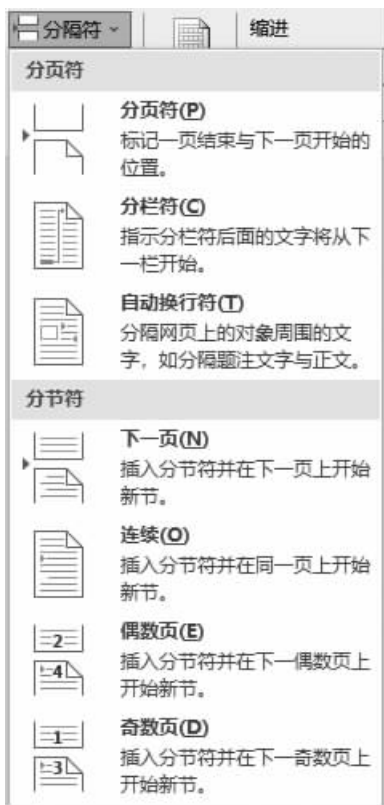 分隔符
缩进
分页符
分页符(P)
标记一页结束与下一页开始的
位置。
分栏符(C)
指示分栏符后面的文字将从下
一栏开始。
自动换行符(T)
分隔网页上的对象周围的文
字，如分隔题注文字与正文。
分节符
下一页(N)
插入分节符并在下一页上开始
新节。
连续(O)
插入分节符并在同一页上开始
新节。
=2=
4
偶数页(E)
插入分节符并在下一偶数页上
开始新节。
=1=
3
奇数页(D)
插入分节符并在下一奇数页上
开始新节。